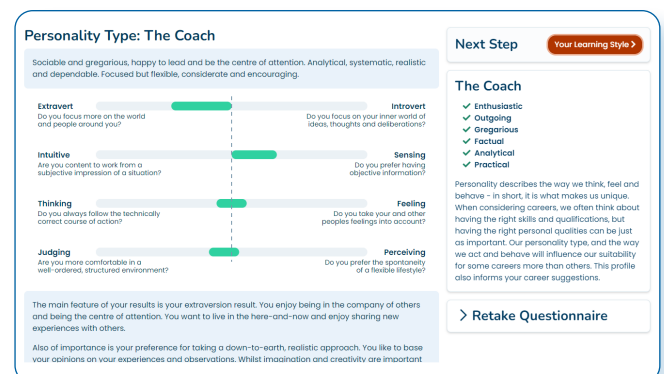 Personality Type: The Coach
Sociable and gregarious, happy to lead and be the centre of attention. Analytical, systematic, realistic
and dependable. Focused but flexible, considerate and encouraging.
Extravert
Introvert
Do you focus more on the world
and people around you?
Do you focus on your inner world of
ideas, thoughts and deliberations?
Intuitive
Sensing
Are you content to work from a
subjective impression of a situation?
Do you prefer having
objective information?
Thinking
Feeling
Do you always follow the technically
correct course of action?
Do you take your and other
peoples feelings into account?
Judging
Perceiving
Are you more comfortable in a
well-ordered, structured environment?
Do you prefer the spontaneity
of a flexible lifestyle?
The main feature of your results is your extraversion result. You enjoy being in the company of others
and being the centre of attention. You want to live in the here-and-now and enjoy sharing new
experiences with others.
Also of importance is your preference for taking a down-to-earth, realistic approach. You like to base
your opinions on your experiences and observations. Whilst imagination and creativity are important
Next Step
Your Learning Style
The Coach
Enthusiastic
Outgoing
Gregarious
Factual
Analytical
Practical
Personality describes the way we think, feel and
behave - in short, it is what makes us unique.
When considering careers, we often think about
having the right skills and qualifications, but
having the right personal qualities can be just
as important. Our personality type, and the way
we act and behave will influence our suitability
for some careers more than others. This profile
also informs your career suggestions.
Retake Questionnaire